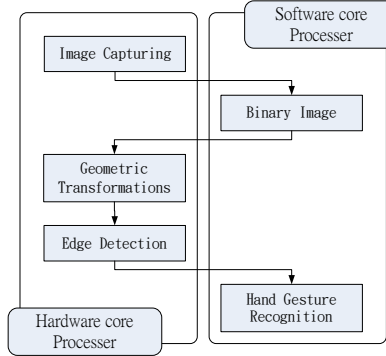 Software core
Processer
Image Capturing
Binary Image
Geometric
Transformations
Edge Detection
Hand Gesture
Recognition
Hardware core
Processer